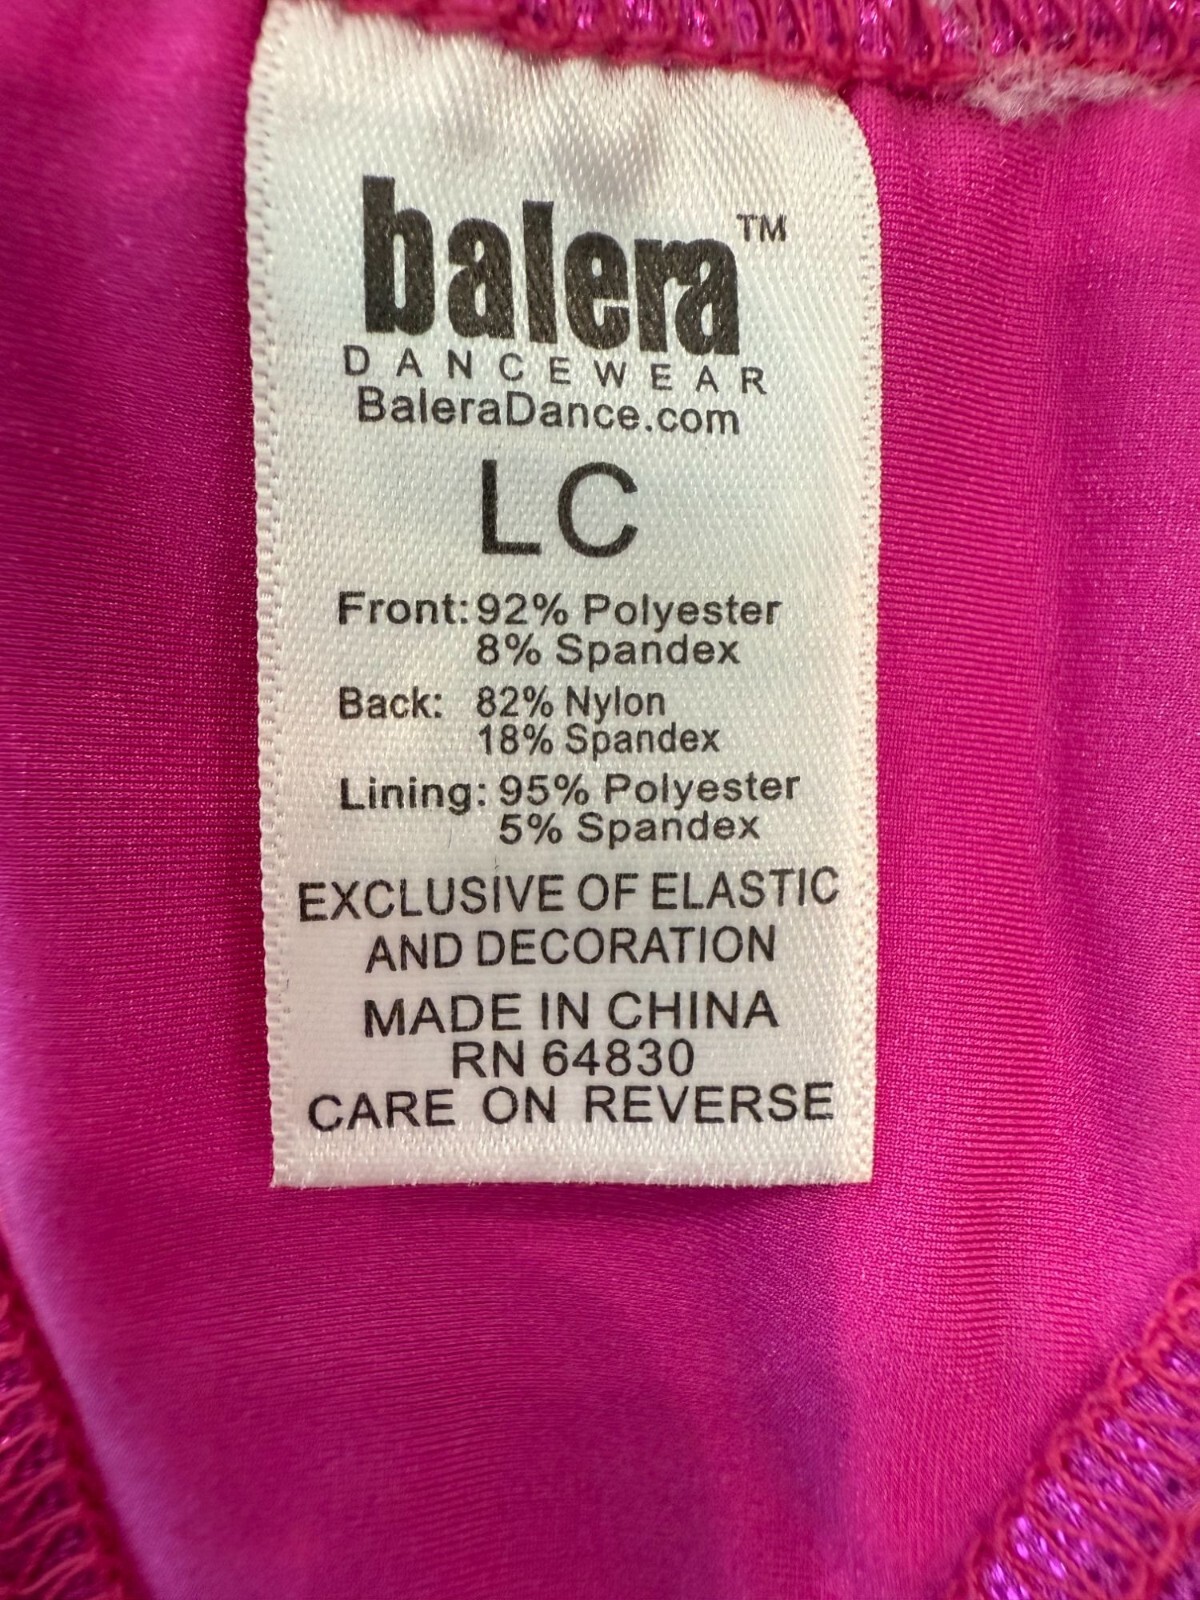 balera™
DANCEWEAR
BaleraDance.com
LC
Front: 92% Polyester
8% Spandex
Back: 82% Nylon
18% Spandex
Lining: 95% Polyester
5% Spandex
EXCLUSIVE OF ELASTIC
AND DECORATION
MADE IN CHINA
RN 64830
CARE ON REVERSE